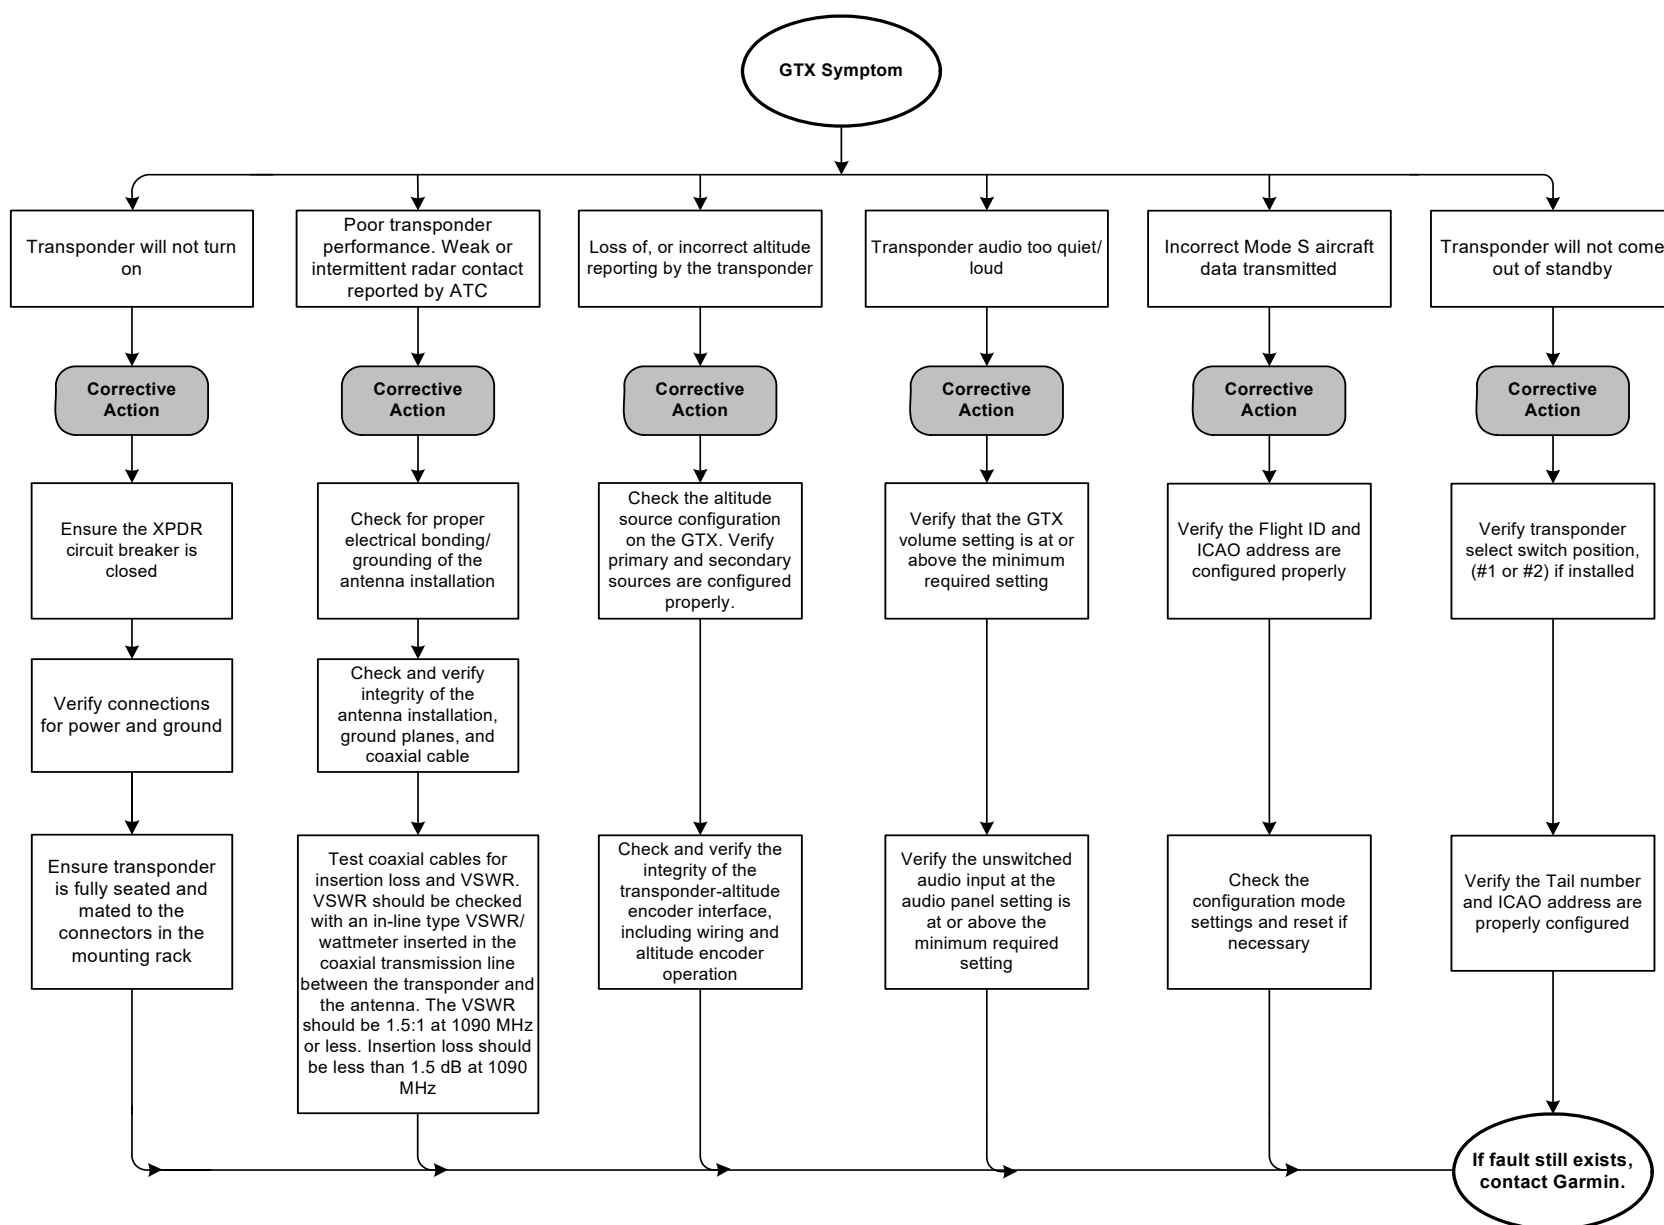 GTX Symptom
Transponder will not turn
on
Poor transponder
performance. Weak or
intermittent radar contact
reported by ATC
Loss of, or incorrect altitude
reporting by the transponder
Transponder audio too quiet/
loud
Incorrect Mode S aircraft
data transmitted
Transponder will not come
out of standby
Corrective
Action
Corrective
Action
Corrective
Action
Corrective
Action
Corrective
Action
Corrective
Action
Ensure the XPDR
circuit breaker is
closed
Check for proper
electrical bonding/
grounding of the
antenna installation
Check the altitude
source configuration
on the GTX. Verify
primary and secondary
sources are configured
properly.
Verify that the GTX
volume setting is at or
above the minimum
required setting
Verify the Flight ID and
ICAO address are
configured properly
Verify transponder
select switch position,
(#1 or #2) if installed
Verify connections
for power and ground
Check and verify
integrity of the
antenna installation,
ground planes, and
coaxial cable
Ensure transponder
is fully seated and
mated to the
connectors in the
mounting rack
Test coaxial cables for
insertion loss and VSWR.
VSWR should be checked
with an in-line type VSWR/
wattmeter inserted in the
coaxial transmission line
between the transponder and
the antenna. The VSWR
should be 1.5:1 at 1090 MHz
or less. Insertion loss should
be less than 1.5 dB at 1090
MHz
Check and verify the
integrity of the
transponder-altitude
encoder interface,
including wiring and
altitude encoder
operation
Verify the unswitched
audio input at the
audio panel setting is
at or above the
minimum required
setting
Check the
configuration mode
settings and reset if
necessary
Verify the Tail number
and ICAO address are
properly configured
If fault still exists,
contact Garmin.